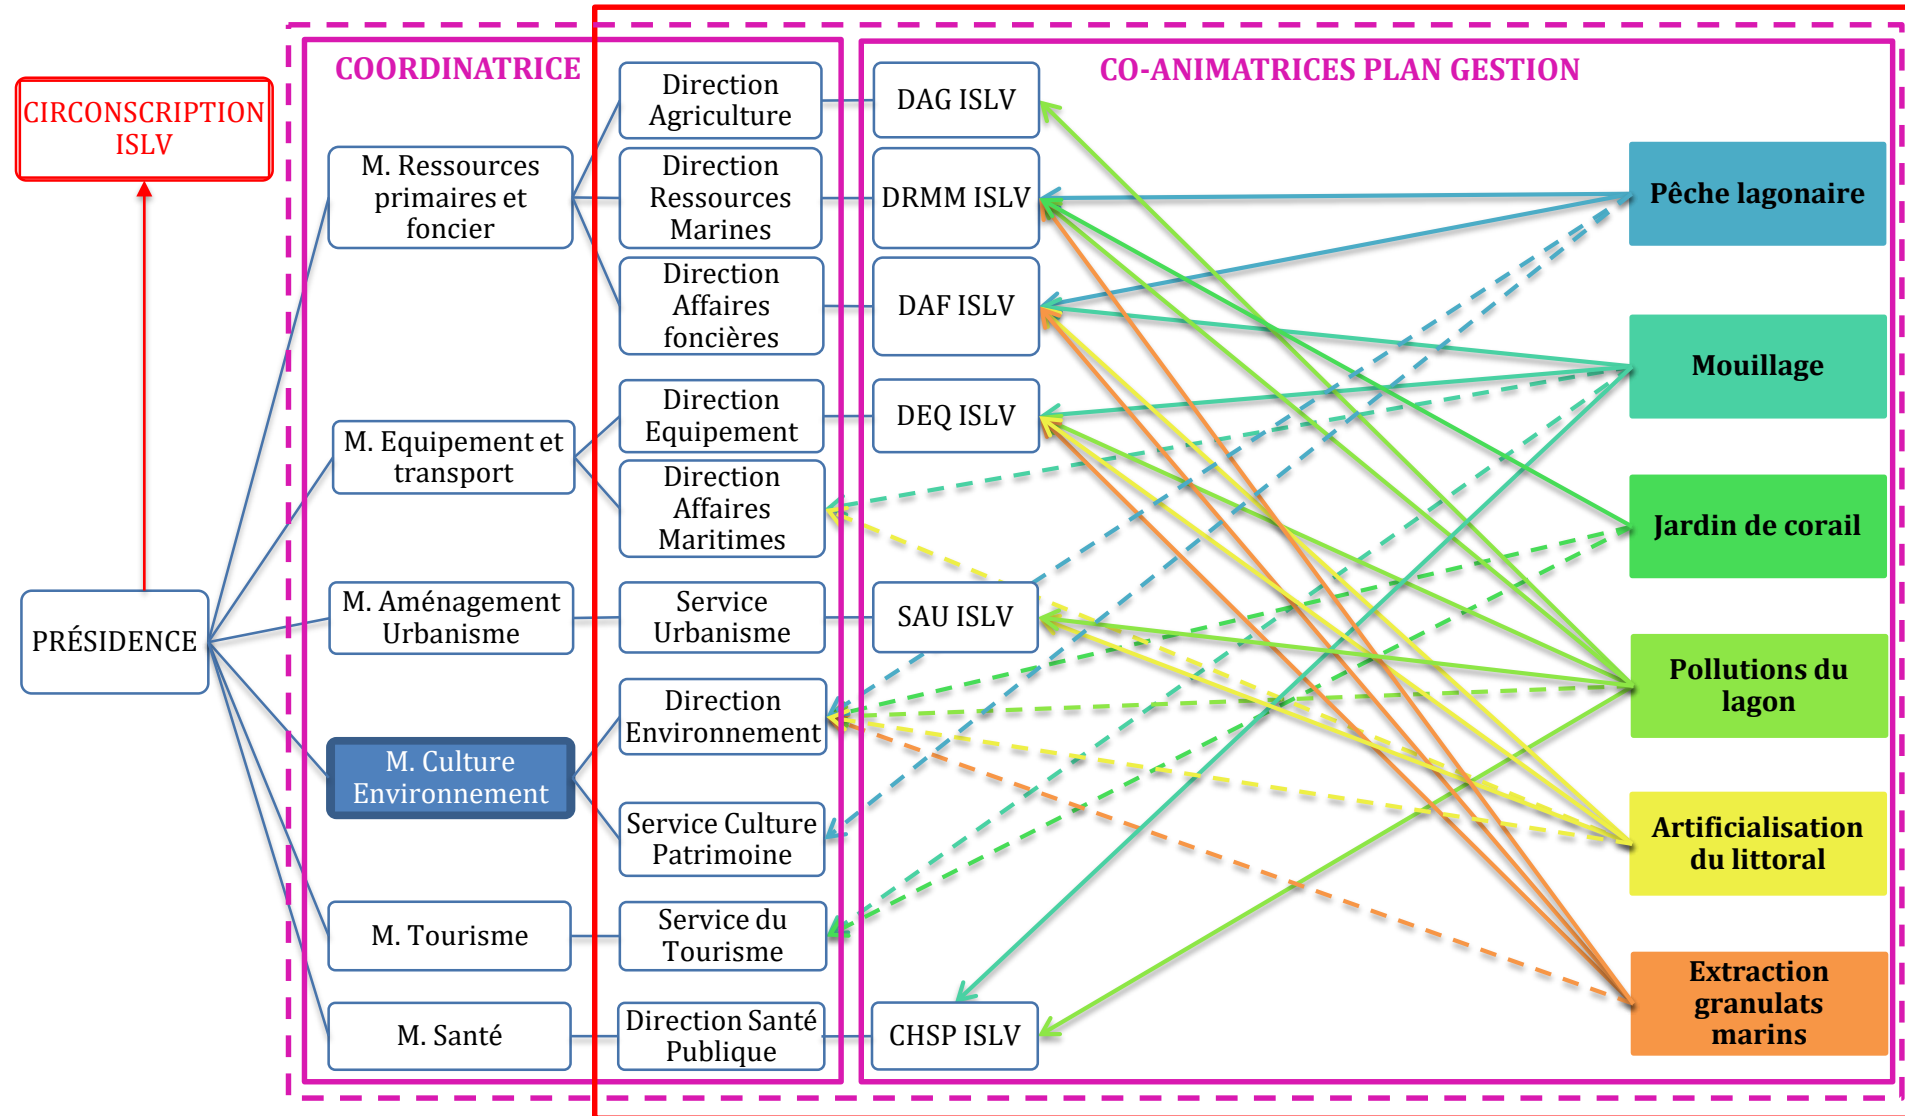 COORDINATRICE
CO-ANIMATRICES PLAN GESTION
CIRCONSCRIPTION
ISLV
PRÉSIDENCE
M. Ressources
primaires et
foncier
M. Equipement et
transport
M. Aménagement
Urbanisme
M. Culture
Environnement
M. Tourisme
M. Santé
Direction
Agriculture
Direction
Ressources
Marines
Direction
Affaires
foncières
Direction
Equipement
Direction
Affaires
Maritimes
Service
Urbanisme
Direction
Environnement
Service Culture
Patrimoine
Service du
Tourisme
Direction Santé
Publique
DAG ISLV
DRMM ISLV
DAF ISLV
DEQ ISLV
SAU ISLV
CHSP ISLV
Pêche lagonaire
Mouillage
Jardin de corail
Pollutions du
lagon
Artificialisation
du littoral
Extraction
granulats
marins